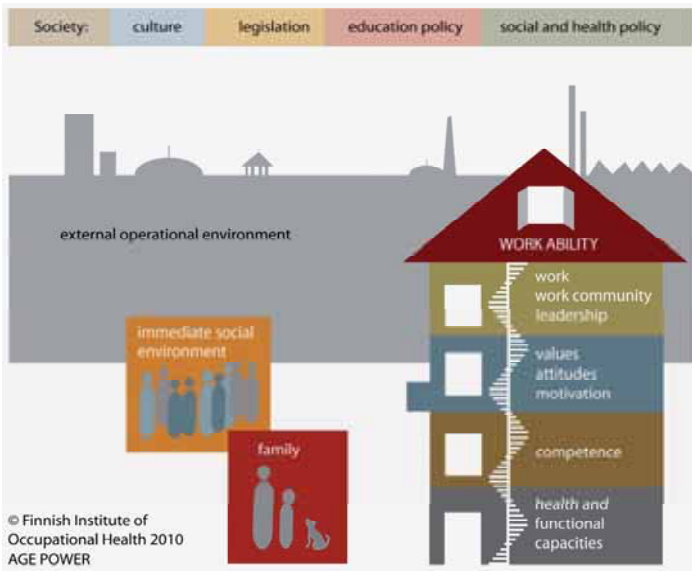 Society: culture legislation education policy social and health policy
external operational environment
WORK ABILITY
work
work community
leadership
immediate social
environment
values
attitudes
motivation
family
competence
health and
functional
capacities
© Finnish Institute of
Occupational Health 2010
AGE POWER